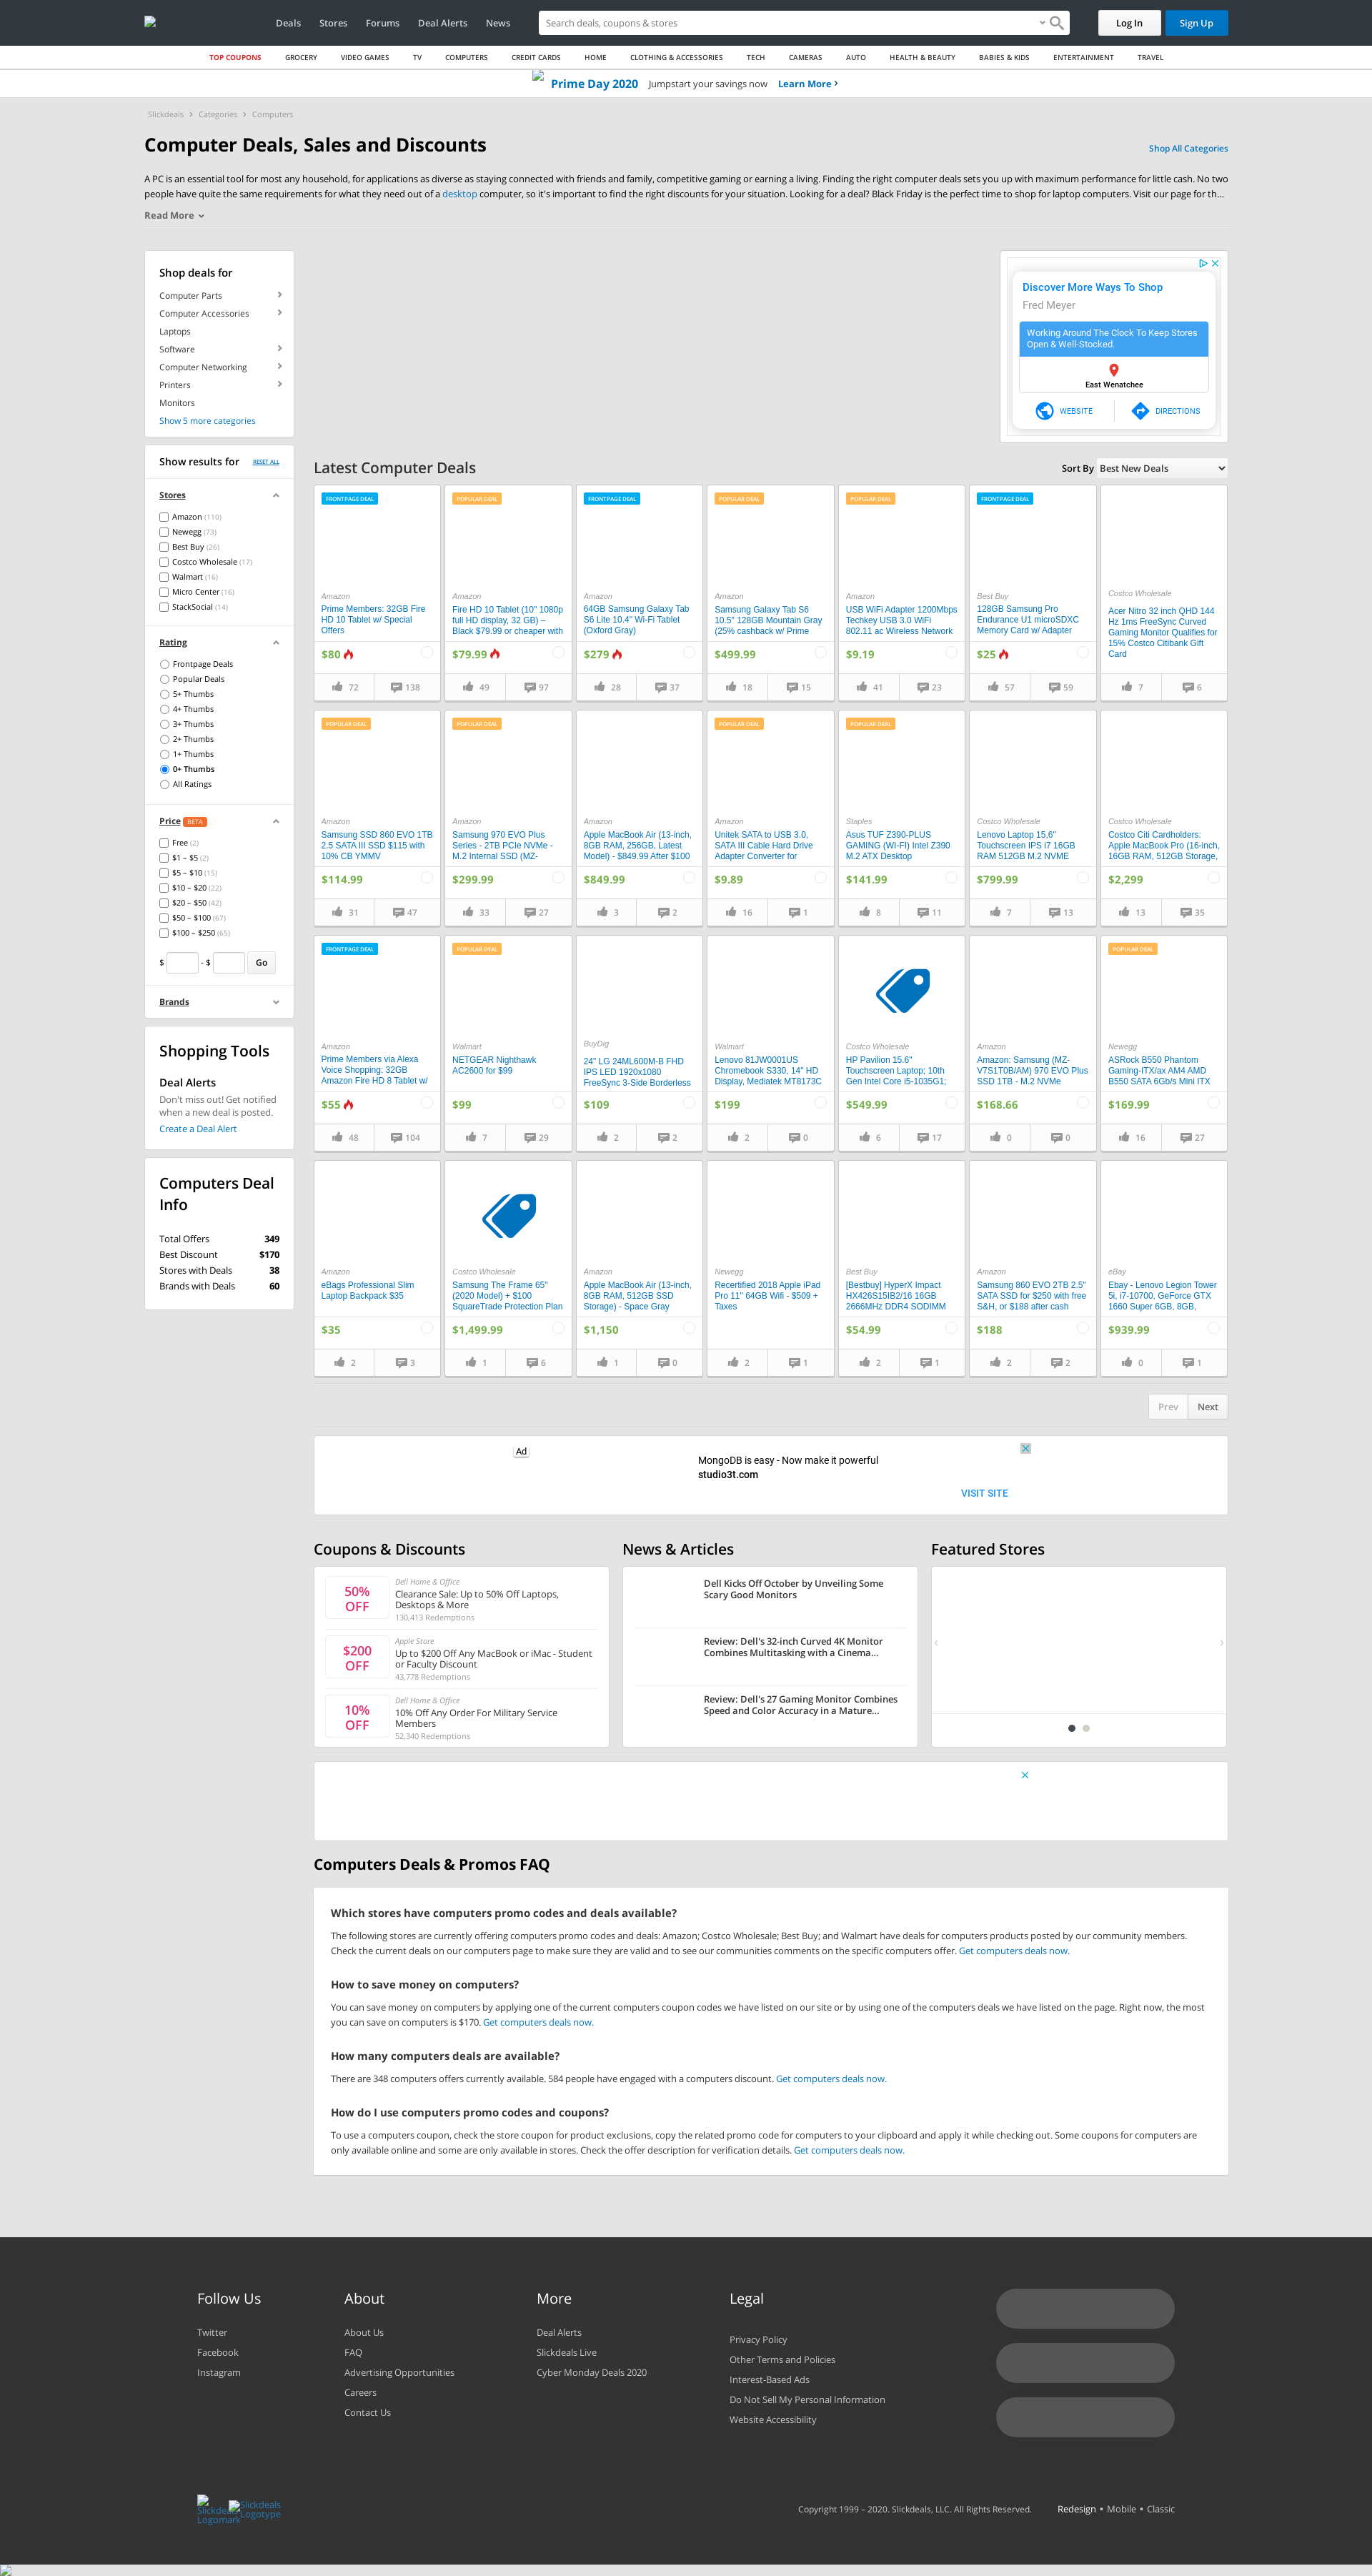 Deals Stores Forums Deal Alerts News Search deals, coupons & stores Log In Sign Up
TOP COUPONS GROCERY VIDEO GAMES TV COMPUTERS CREDIT CARDS HOME CLOTHING & ACCESSORIES TECH CAMERAS AUTO HEALTH & BEAUTY BABIES & KIDS ENTERTAINMENT TRAVEL
Prime Day 2020 Jumpstart your savings now Learn More
Slickdeals Categories Computers
Computer Deals, Sales and Discounts
Shop All Categories
A PC is an essential tool for most any household, for applications as diverse as staying connected with friends and family, competitive gaming or earning a living. Finding the right computer deals sets you up with maximum performance for little cash. No two
people have quite the same requirements for what they need out of a desktop computer, so it's important to find the right discounts for your situation. Looking for a deal? Black Friday is the perfect time to shop for laptop computers. Visit our page for th...
Read More
Shop deals for
Computer Parts
Computer Accessories
Laptops
Software
Computer Networking
Printers
Monitors
Show 5 more categories
Show results for RESET ALL
Stores
Amazon (110)
Newegg (73)
Best Buy (26)
Costco Wholesale (17)
Walmart (16)
Micro Center (16)
StackSocial (14)
Rating
Frontpage Deals
Popular Deals
5+ Thumbs
4+ Thumbs
3+ Thumbs
2+ Thumbs
1+ Thumbs
0+ Thumbs
All Ratings
Price BETA
Free (2)
$1 – $5 (2)
$5 – $10 (15)
$10 – $20 (22)
$20 – $50 (42)
$50 – $100 (67)
$100 – $250 (65)
$ - $ Go
Brands
Shopping Tools
Deal Alerts
Don't miss out! Get notified
when a new deal is posted.
Create a Deal Alert
Computers Deal
Info
Total Offers 349
Best Discount $170
Stores with Deals 38
Brands with Deals 60
Discover More Ways To Shop
Fred Meyer
Working Around The Clock To Keep Stores
Open & Well-Stocked.
East Wenatchee
WEBSITE DIRECTIONS
Latest Computer Deals
Sort By Best New Deals
FRONTPAGE DEAL
Amazon
Prime Members: 32GB Fire
HD 10 Tablet w/ Special
Offers
$80
72 138
POPULAR DEAL
Amazon
Fire HD 10 Tablet (10" 1080p
full HD display, 32 GB) –
Black $79.99 or cheaper with
$79.99
49 97
FRONTPAGE DEAL
Amazon
64GB Samsung Galaxy Tab
S6 Lite 10.4" Wi-Fi Tablet
(Oxford Gray)
$279
28 37
POPULAR DEAL
Amazon
Samsung Galaxy Tab S6
10.5" 128GB Mountain Gray
(25% cashback w/ Prime
$499.99
18 15
POPULAR DEAL
Amazon
USB WiFi Adapter 1200Mbps
Techkey USB 3.0 WiFi
802.11 ac Wireless Network
$9.19
41 23
FRONTPAGE DEAL
Best Buy
128GB Samsung Pro
Endurance U1 microSDXC
Memory Card w/ Adapter
$25
57 59
Costco Wholesale
Acer Nitro 32 inch QHD 144
Hz 1ms FreeSync Curved
Gaming Monitor Qualifies for
15% Costco Citibank Gift
Card
7 6
POPULAR DEAL
Amazon
Samsung SSD 860 EVO 1TB
2.5 SATA III SSD $115 with
10% CB YMMV
$114.99
31 47
POPULAR DEAL
Amazon
Samsung 970 EVO Plus
Series - 2TB PCIe NVMe -
M.2 Internal SSD (MZ-
$299.99
33 27
Amazon
Apple MacBook Air (13-inch,
8GB RAM, 256GB, Latest
Model) - $849.99 After $100
$849.99
3 2
POPULAR DEAL
Amazon
Unitek SATA to USB 3.0,
SATA III Cable Hard Drive
Adapter Converter for
$9.89
16 1
POPULAR DEAL
Staples
Asus TUF Z390-PLUS
GAMING (WI-FI) Intel Z390
M.2 ATX Desktop
$141.99
8 11
Costco Wholesale
Lenovo Laptop 15,6"
Touchscreen IPS i7 16GB
RAM 512GB M.2 NVME
$799.99
7 13
Costco Wholesale
Costco Citi Cardholders:
Apple MacBook Pro (16-inch,
16GB RAM, 512GB Storage,
$2,299
13 35
FRONTPAGE DEAL
Amazon
Prime Members via Alexa
Voice Shopping: 32GB
Amazon Fire HD 8 Tablet w/
$55
48 104
POPULAR DEAL
Walmart
NETGEAR Nighthawk
AC2600 for $99
$99
7 29
BuyDig
24" LG 24ML600M-B FHD
IPS LED 1920x1080
FreeSync 3-Side Borderless
$109
2 2
Walmart
Lenovo 81JW0001US
Chromebook S330, 14" HD
Display, Mediatek MT8173C
$199
2 0
Costco Wholesale
HP Pavilion 15.6"
Touchscreen Laptop; 10th
Gen Intel Core i5-1035G1;
$549.99
6 17
Amazon
Amazon: Samsung (MZ-
V7S1T0B/AM) 970 EVO Plus
SSD 1TB - M.2 NVMe
$168.66
0 0
POPULAR DEAL
Newegg
ASRock B550 Phantom
Gaming-ITX/ax AM4 AMD
B550 SATA 6Gb/s Mini ITX
$169.99
16 27
Amazon
eBags Professional Slim
Laptop Backpack $35
$35
2 3
Costco Wholesale
Samsung The Frame 65"
(2020 Model) + $100
SquareTrade Protection Plan
$1,499.99
1 6
Amazon
Apple MacBook Air (13-inch,
8GB RAM, 512GB SSD
Storage) - Space Gray
$1,150
1 0
Newegg
Recertified 2018 Apple iPad
Pro 11" 64GB Wifi - $509 +
Taxes
2 1
Best Buy
[Bestbuy] HyperX Impact
HX426S15IB2/16 16GB
2666MHz DDR4 SODIMM
$54.99
2 1
Amazon
Samsung 860 EVO 2TB 2.5"
SATA SSD for $250 with free
S&H, or $188 after cash
$188
2 2
eBay
Ebay - Lenovo Legion Tower
5i, i7-10700, GeForce GTX
1660 Super 6GB, 8GB,
$939.99
0 1
Prev Next
Ad
MongoDB is easy - Now make it powerful
studio3t.com
VISIT SITE
Coupons & Discounts
50%
OFF
Dell Home & Office
Clearance Sale: Up to 50% Off Laptops,
Desktops & More
130,413 Redemptions
$200
OFF
Apple Store
Up to $200 Off Any MacBook or iMac - Student
or Faculty Discount
43,778 Redemptions
10%
OFF
Dell Home & Office
10% Off Any Order For Military Service
Members
52,340 Redemptions
News & Articles
Dell Kicks Off October by Unveiling Some
Scary Good Monitors
Review: Dell's 32-inch Curved 4K Monitor
Combines Multitasking with a Cinema...
Review: Dell's 27 Gaming Monitor Combines
Speed and Color Accuracy in a Mature...
Featured Stores
Computers Deals & Promos FAQ
Which stores have computers promo codes and deals available?
The following stores are currently offering computers promo codes and deals: Amazon; Costco Wholesale; Best Buy; and Walmart have deals for computers products posted by our community members.
Check the current deals on our computers page to make sure they are valid and to see our communities comments on the specific computers offer. Get computers deals now.
How to save money on computers?
You can save money on computers by applying one of the current computers coupon codes we have listed on our site or by using one of the computers deals we have listed on the page. Right now, the most
you can save on computers is $170. Get computers deals now.
How many computers deals are available?
There are 348 computers offers currently available. 584 people have engaged with a computers discount. Get computers deals now.
How do I use computers promo codes and coupons?
To use a computers coupon, check the store coupon for product exclusions, copy the related promo code for computers to your clipboard and apply it while checking out. Some coupons for computers are
only available online and some are only available in stores. Check the offer description for verification details. Get computers deals now.
Follow Us
Twitter
Facebook
Instagram
About
About Us
FAQ
Advertising Opportunities
Careers
Contact Us
More
Deal Alerts
Slickdeals Live
Cyber Monday Deals 2020
Legal
Privacy Policy
Other Terms and Policies
Interest-Based Ads
Do Not Sell My Personal Information
Website Accessibility
Slickdeals
Logomark
Slickdeals
Logotype
Copyright 1999 – 2020. Slickdeals, LLC. All Rights Reserved. Redesign • Mobile • Classic